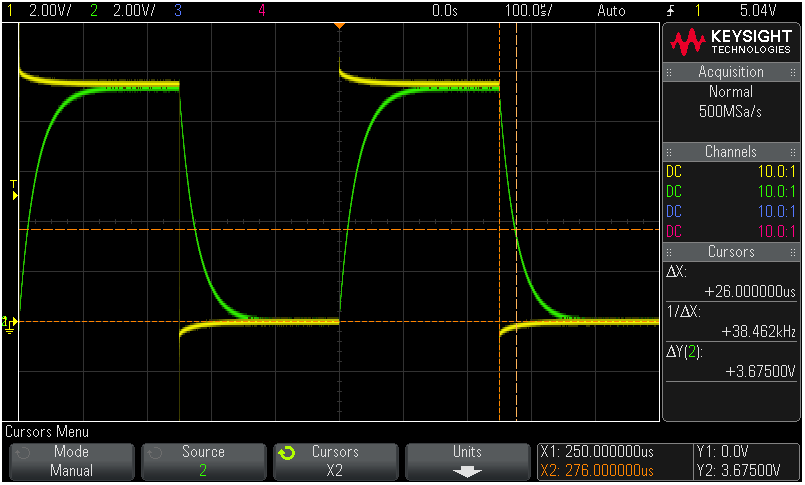 1 2.00V/ 2 2.00V/ 3 4 0.0s 100.0us/ Auto 1 5.04V
KEYSIGHT
TECHNOLOGIES
Acquisition
Normal
500MSa/s
Channels
DC 10.0:1
DC 10.0:1
DC 10.0:1
DC 10.0:1
Cursors
ΔX:
+26.000000us
1/ΔX:
+38.462kHz
ΔY(2):
+3.67500V
T
Cursors Menu
Mode
Manual
Source
2
Cursors
X2
Units
X1: 250.000000us
X2: 276.000000us
Y1: 0.0V
Y2: 3.67500V